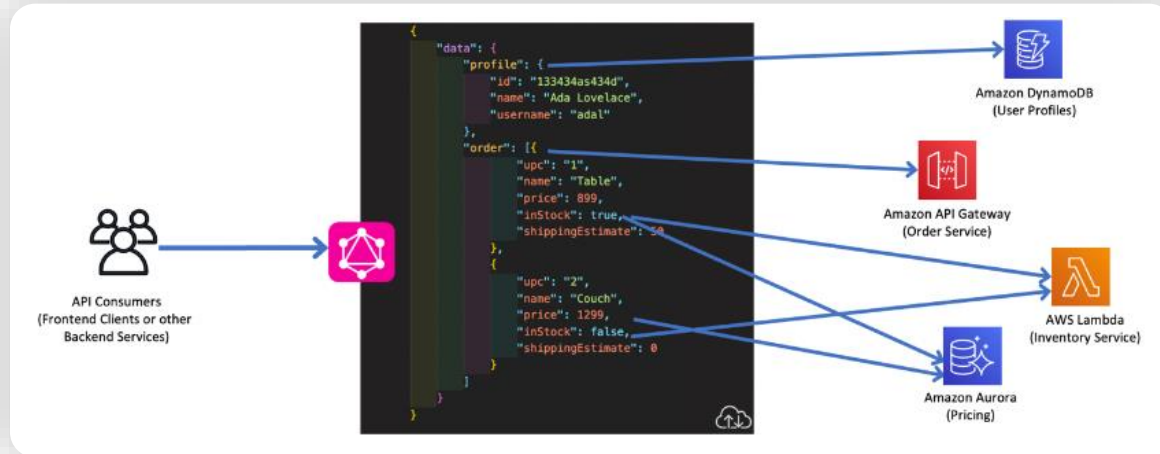 {
"data": {
"profile": {
"id": "133434as434d",
"name": "Ada Lovelace",
"username": "adal"
},
"order": [{
"upc": "1",
"name": "Table",
"price": 899,
"inStock": true,
"shippingEstimate": 50
},
{
"upc": "2",
"name": "Couch",
"price": 1299,
"inStock": false,
"shippingEstimate": 0
}
]
}
}
API Consumers
(Frontend Clients or other
Backend Services)
Amazon DynamoDB
(User Profiles)
</>
Amazon API Gateway
(Order Service)
AWS Lambda
(Inventory Service)
Amazon Aurora
(Pricing)